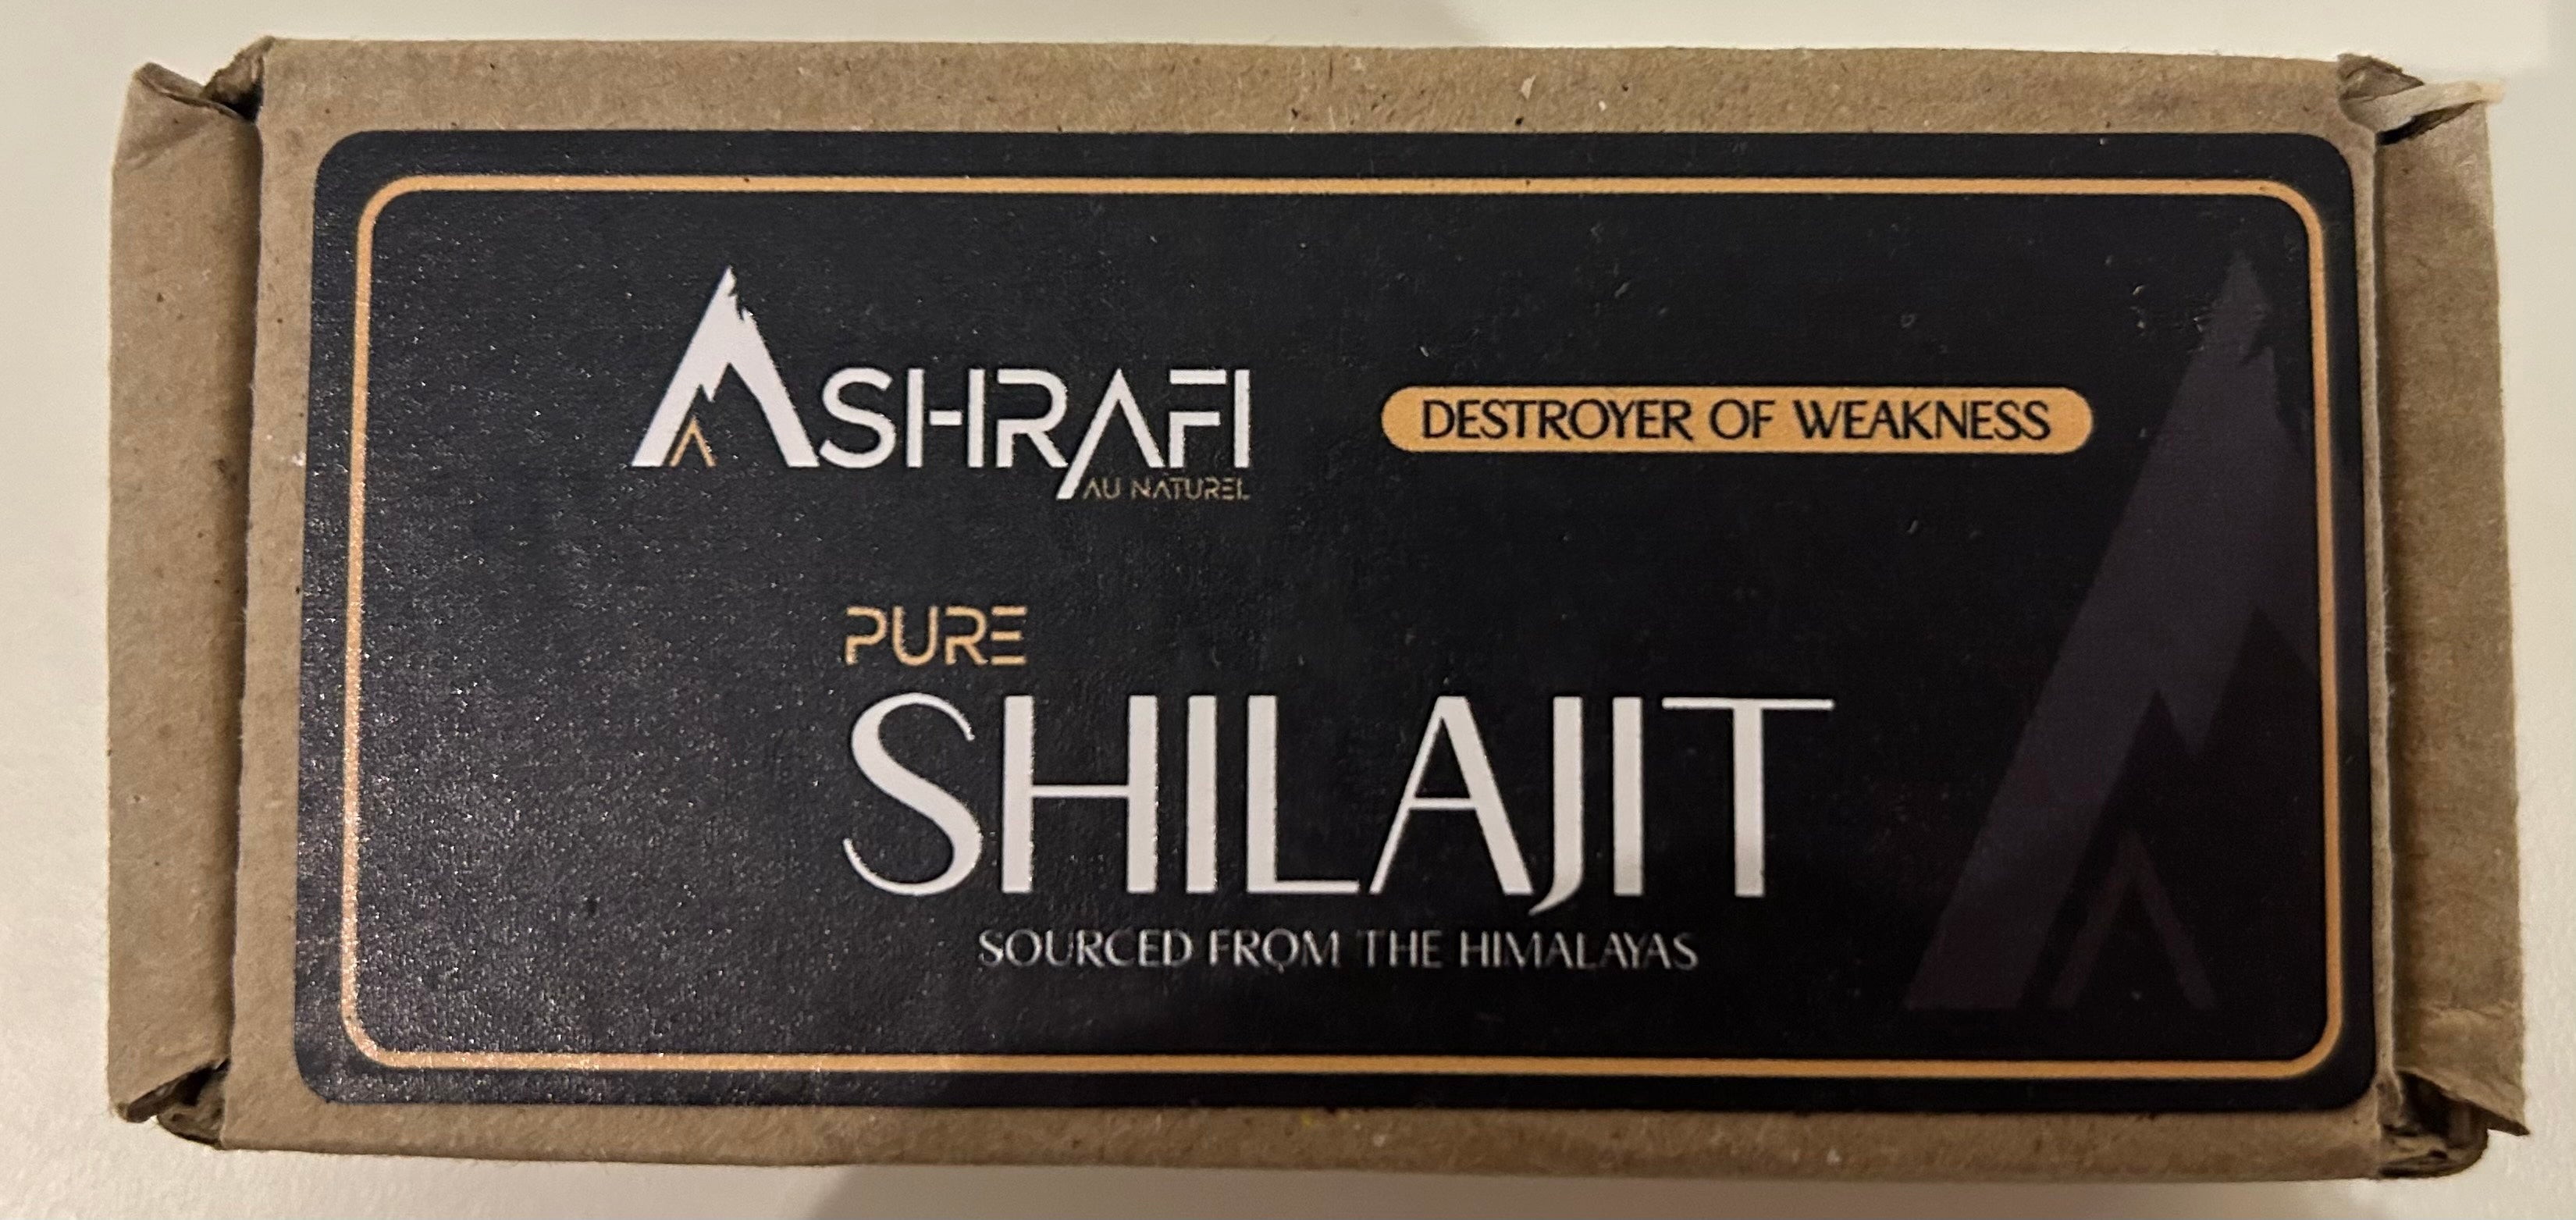 ASHRAFI
AU NATUREL
DESTROYER OF WEAKNESS
PURE
SHILAJIT
SOURCED FROM THE HIMALAYAS